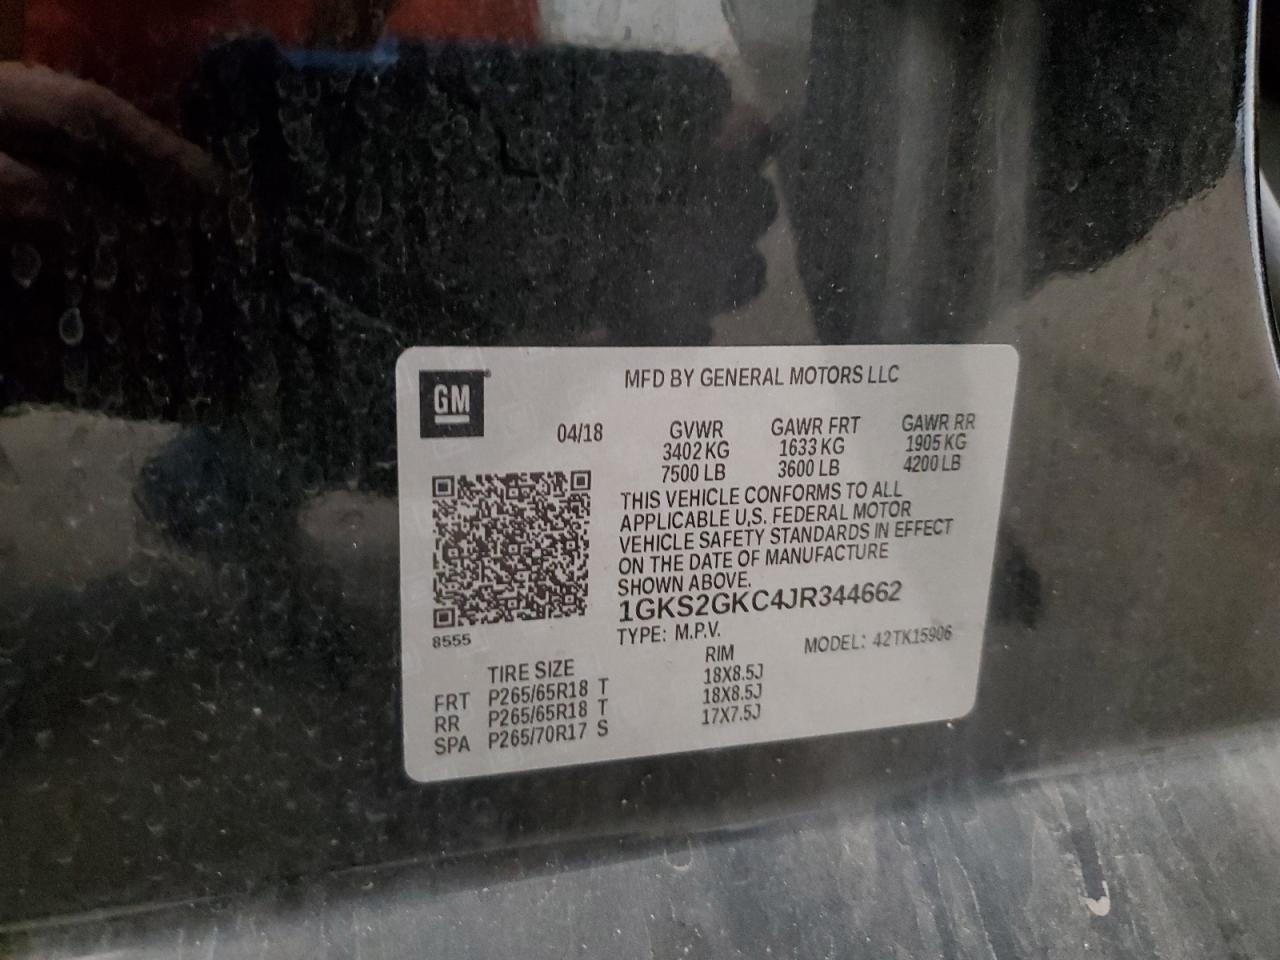 GM
MFD BY GENERAL MOTORS LLC
04/18
GVWR GAWR FRT GAWR RR
3402 KG 1633 KG 1905 KG
7500 LB 3600 LB 4200 LB
THIS VEHICLE CONFORMS TO ALL
APPLICABLE U.S. FEDERAL MOTOR
VEHICLE SAFETY STANDARDS IN EFFECT
ON THE DATE OF MANUFACTURE
SHOWN ABOVE.
1GKS2GKC4JR344662
8555
TYPE: M.P.V. MODEL: 42TK15906
TIRE SIZE RIM
FRT P265/65R18 T 18X8.5J
RR P265/65R18 T 18X8.5J
SPA P265/70R17 S 17X7.5J